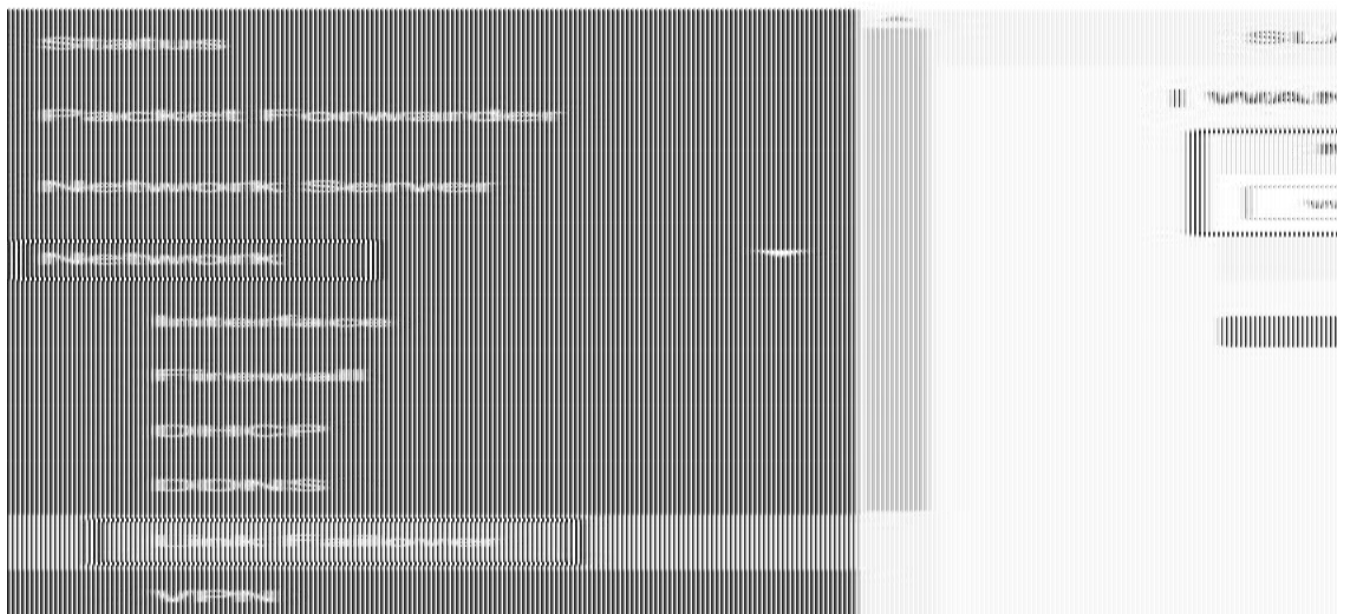 Status
Packet Forwarder
Network Server
Network
Interface
Firewall
DHCP
DDNS
Link Failover
VPN